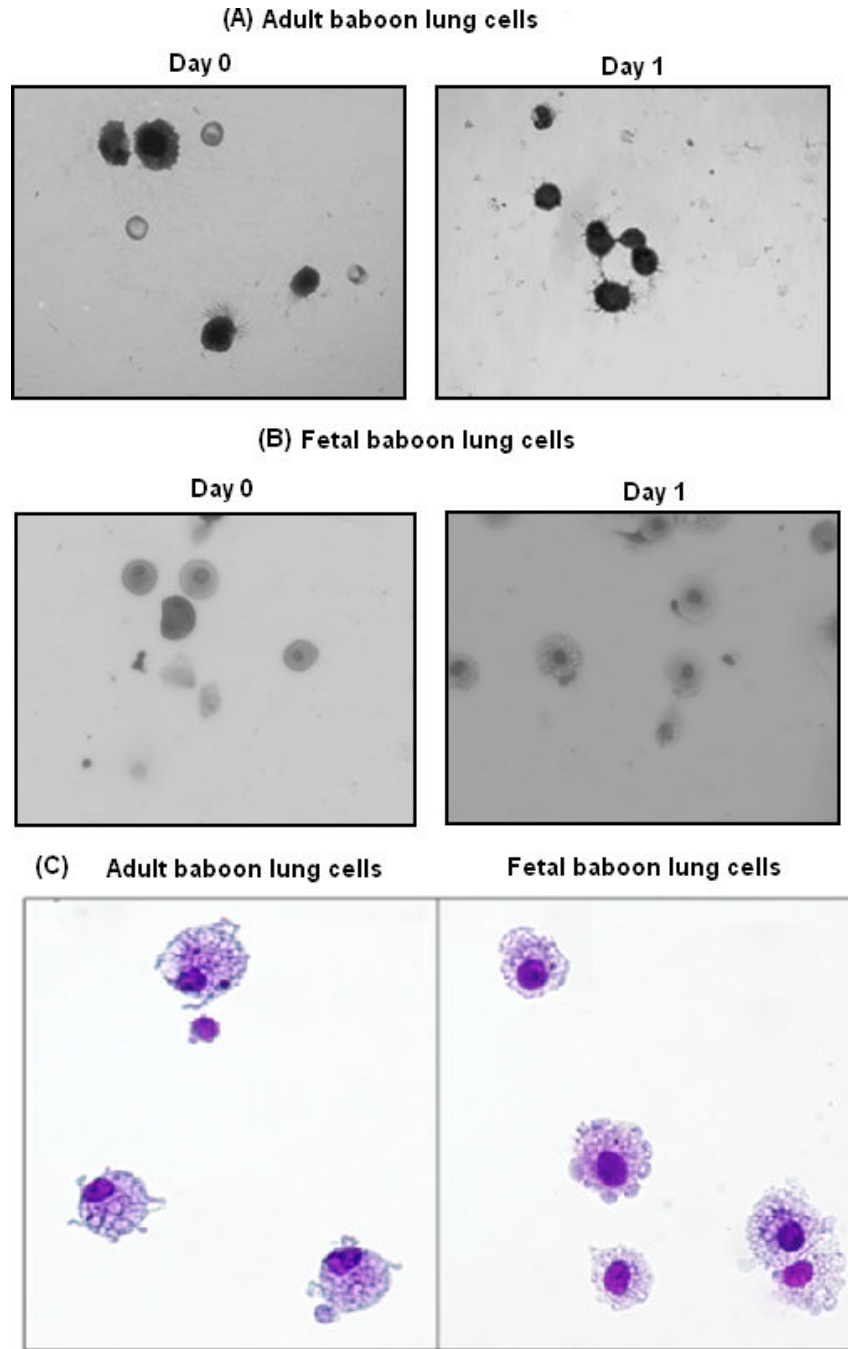 (A) Adult baboon lung cells
Day 0 Day 1
(B) Fetal baboon lung cells
Day 0 Day 1
(C) Adult baboon lung cells Fetal baboon lung cells